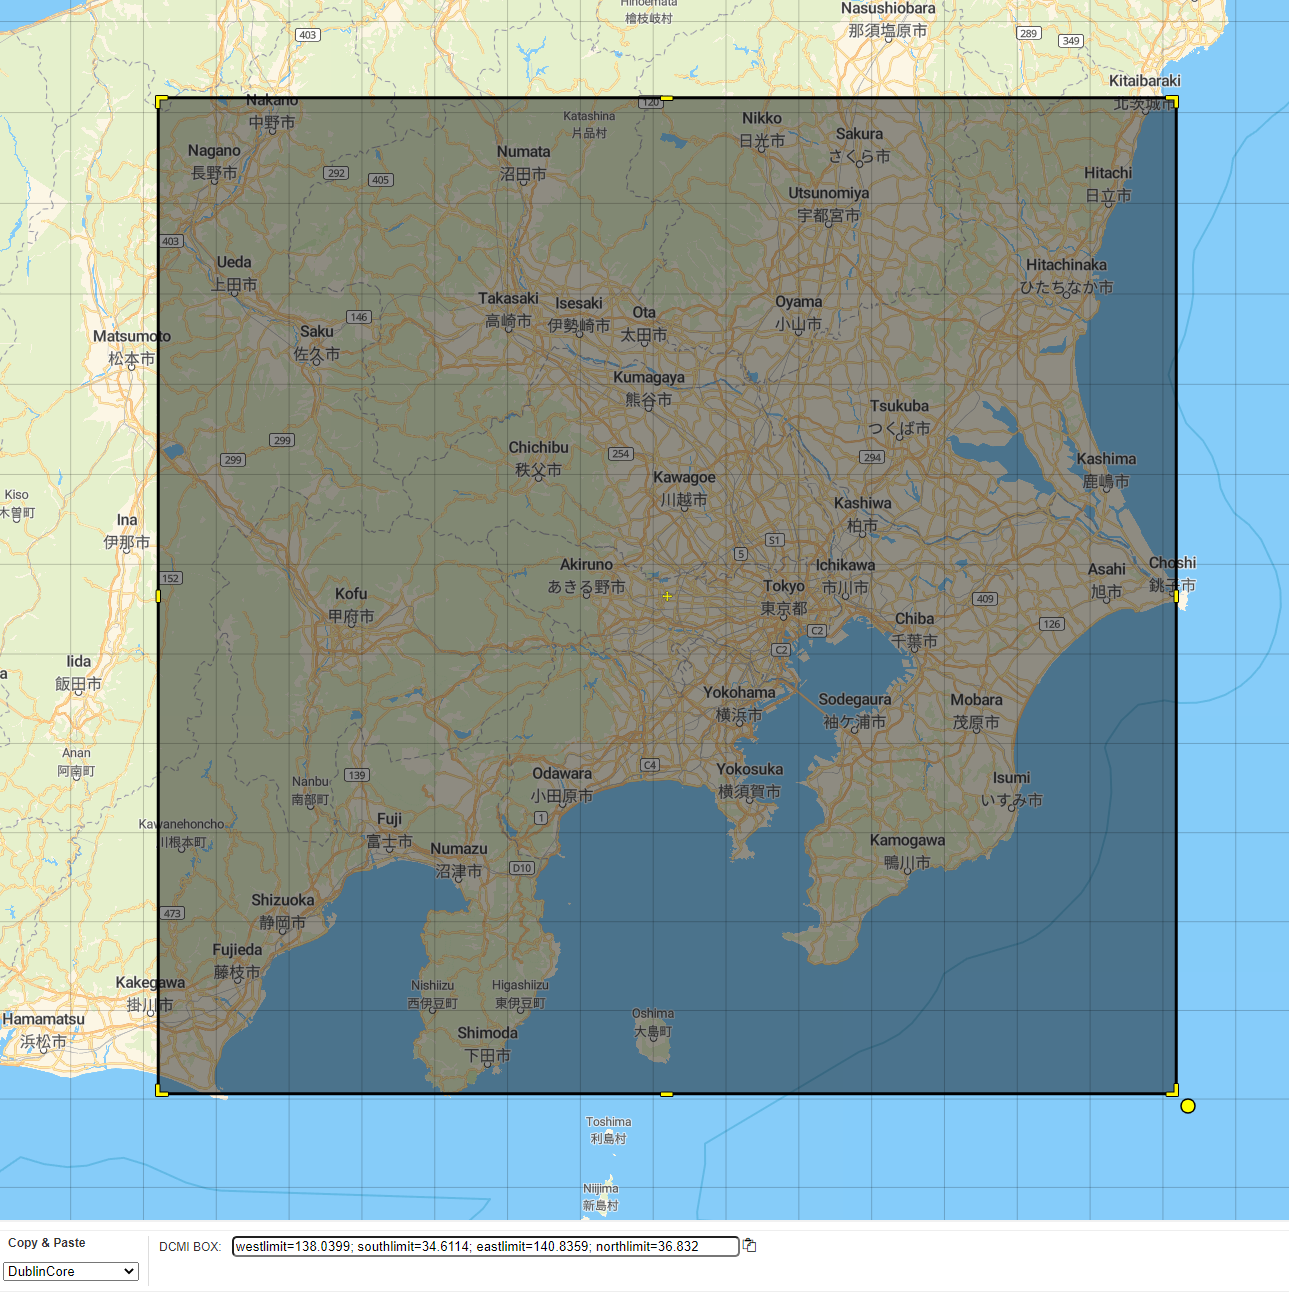 Hinoemata
檜枝岐村
Nasushiobara
那須塩原市
403
289
349
Kitaibaraki
北茨城市
Nakano
中野市
120
Katashina
片品村
Nikko
日光市
Sakura
さくら市
Nagano
長野市
292
405
Numata
沼田市
Hitachi
日立市
Utsunomiya
宇都宮市
403
Ueda
上田市
Hitachinaka
ひたちなか市
146
Takasaki
高崎市
Isesaki
伊勢崎市
Ota
太田市
Oyama
小山市
Matsumoto
松本市
Saku
佐久市
Kumagaya
熊谷市
Tsukuba
つくば市
299
299
Chichibu
秩父市
254
294
Kashima
鹿嶋市
Kawagoe
川越市
Kiso
木曽町
Ina
伊那市
Kashiwa
柏市
S1
5
152
Akiruno
あきる野市
Tokyo
東京都
Ichikawa
市川市
Asahi
旭市
Choshi
銚子市
Kofu
甲府市
409
Chiba
千葉市
126
C2
C2
a
Iida
飯田市
Yokohama
横浜市
Sodegaura
袖ケ浦市
Mobara
茂原市
Anan
阿南町
Nanbu
南部町
139
Odawara
小田原市
C4
Yokosuka
横須賀市
Isumi
いすみ市
Kawanehoncho
川根本町
Fuji
富士市
1
Numazu
沼津市
D10
Kamogawa
鴨川市
473
Shizuoka
静岡市
Fujieda
藤枝市
Kakegawa
掛川市
Nishiizu
西伊豆町
Higashiizu
東伊豆町
Hamamatsu
浜松市
Oshima
大島町
Shimoda
下田市
Toshima
利島村
Niijima
新島村
Copy & Paste
DublinCore
DCMI BOX:
westlimit=138.0399; southlimit=34.6114; eastlimit=140.8359; northlimit=36.832